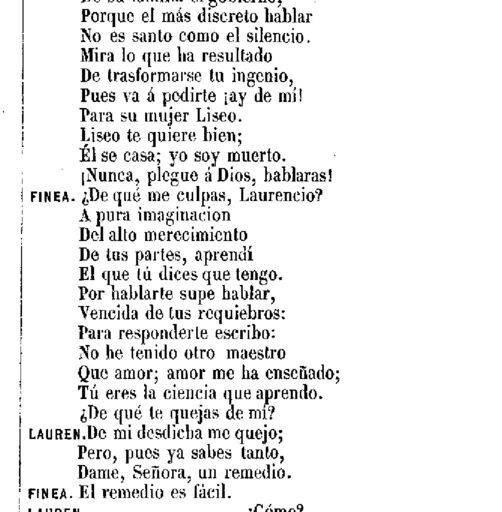 De su familia el gobierno,
Porque el más discreto hablar
No es santo como el silencio.
Mira lo que ha resultado
De trasformarse tu ingenio,
Pues va á pedirte ¡ay de mí!
Para su mujer Liseo.
Liseo te quiere bien;
Él se casa; yo soy muerto.
¡Nunca, plegue á Dios, hablaras!
FINEA. ¿De qué me culpas, Laurencio?
A pura imaginacion
Del alto merecimiento
De tus partes, aprendí
El que tú dices que tengo.
Por hablarte supe hablar,
Vencida de tus requiebros:
Para responderte escribo:
No he tenido otro maestro
Que amor; amor me ha enseñado;
Tú eres la ciencia que aprendo.
¿De qué te quejas de mí?
LAUREN. De mi desdicha me quejo;
Pero, pues ya sabes tanto,
Dame, Señora, un remedio.
FINEA. El remedio es fácil.
LAUREN. ¿Cómo?